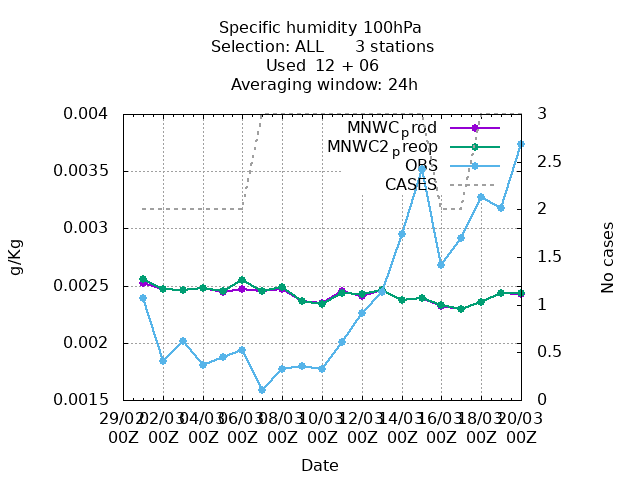 Specific humidity 100hPa
Selection: ALL 3 stations
Used 12 + 06
Averaging window: 24h
0.004
0.0035
0.003
0.0025
0.002
0.0015
g/Kg
3
2.5
2
1.5
1
0.5
0
No cases
MNWCprod
MNWC2preop
OBS
CASES
29/02 02/03 04/03 06/03 08/03 10/03 12/03 14/03 16/03 18/03 20/03
00Z 00Z 00Z 00Z 00Z 00Z 00Z 00Z 00Z 00Z 00Z
Date